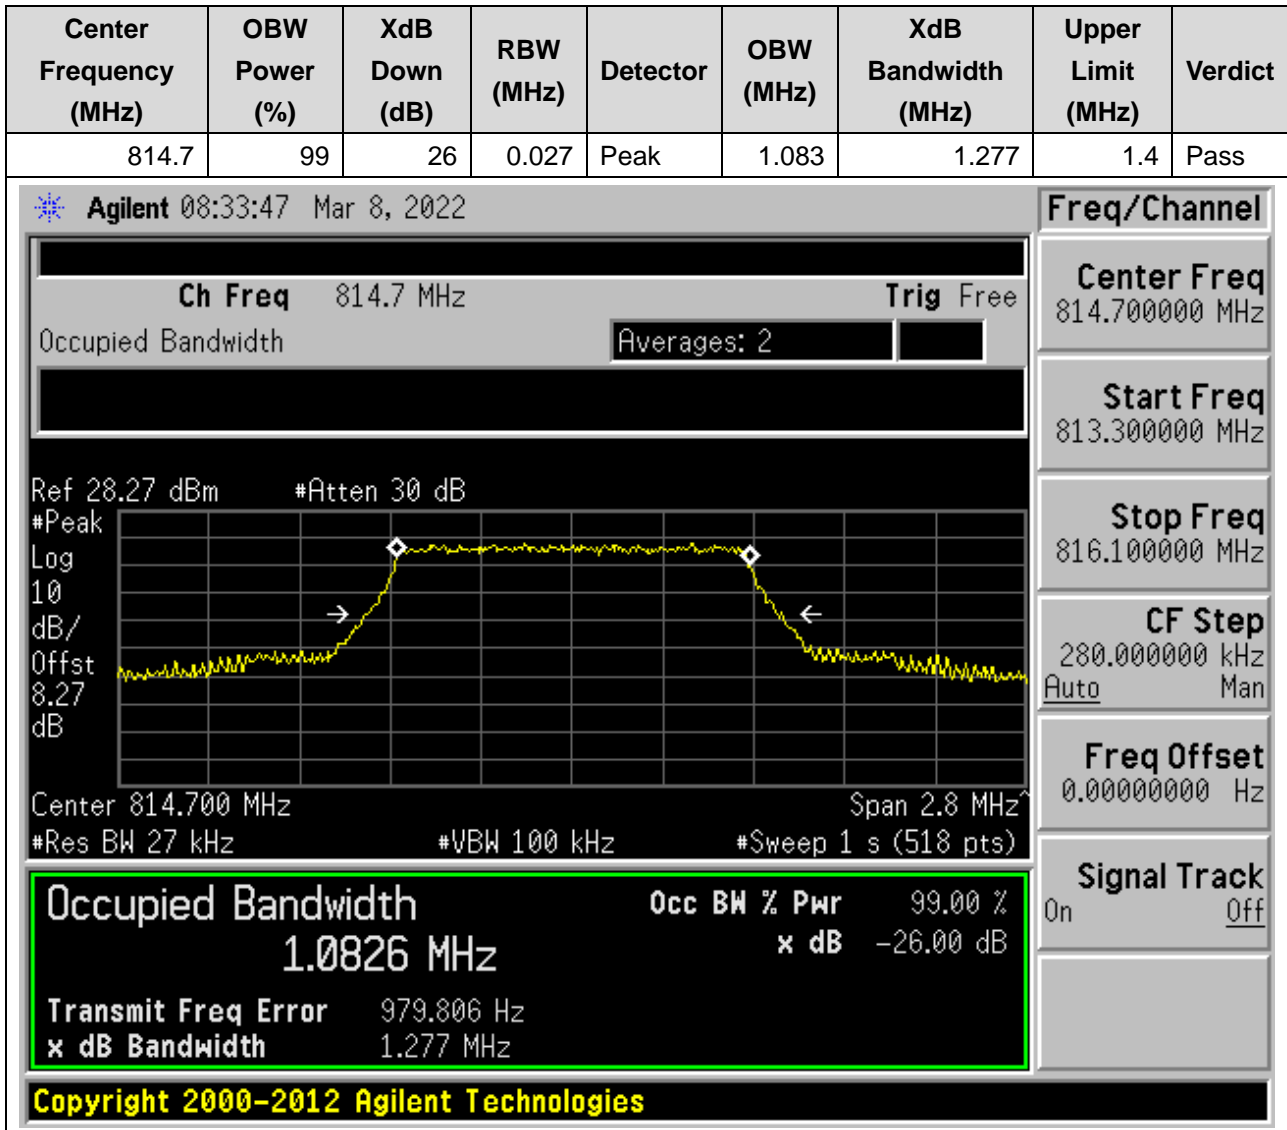 Center Frequency (MHz) OBW Power (%) XdB Down (dB) RBW (MHz) Detector OBW (MHz) XdB Bandwidth (MHz) Upper Limit (MHz) Verdict
814.7 99 26 0.027 Peak 1.083 1.277 1.4 Pass
Agilent 08:33:47 Mar 8, 2022
Ch Freq 814.7 MHz Trig Free
Occupied Bandwidth Averages: 2
Ref 28.27 dBm #Atten 30 dB
#Peak
Log
10
dB/
Offst
8.27
dB
Center 814.700 MHz Span 2.8 MHz^
#Res BW 27 kHz #VBW 100 kHz #Sweep 1 s (518 pts)
Occupied Bandwidth Occ BW % Pwr 99.00 %
1.0826 MHz x dB -26.00 dB
Transmit Freq Error 979.806 Hz
x dB Bandwidth 1.277 MHz
Copyright 2000-2012 Agilent Technologies
Freq/Channel
Center Freq
814.700000 MHz
Start Freq
813.300000 MHz
Stop Freq
816.100000 MHz
CF Step
280.000000 kHz
Auto Man
Freq Offset
0.00000000 Hz
Signal Track
On Off